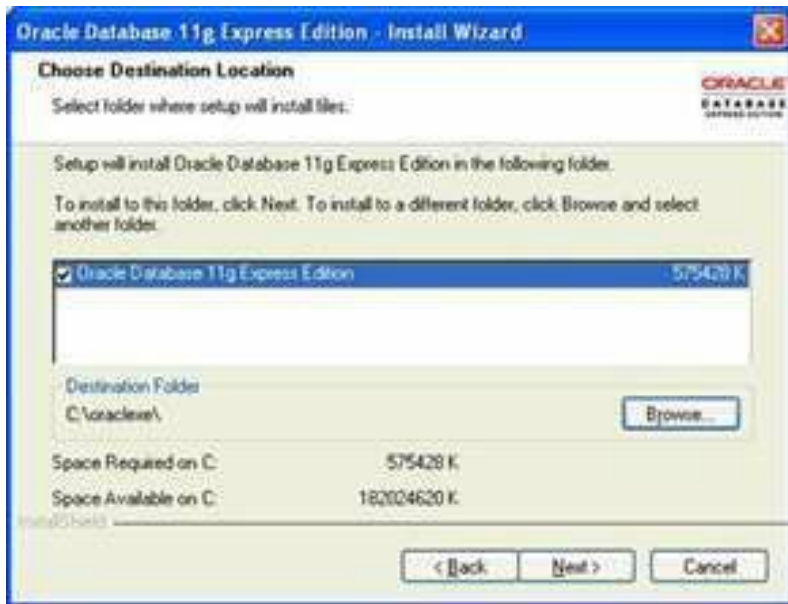 Oracle Database 11g Express Edition - Install Wizard
Choose Destination Location
Select folder where setup will install files.
ORACLE
DATABASE
EXPRESS EDITION
Setup will install Oracle Database 11g Express Edition in the following folder.
To install to this folder, click Next. To install to a different folder, click Browse and select
another folder.
Oracle Database 11g Express Edition 575428 K
Destination Folder
C:\oraclexe\
Browse...
Space Required on C: 575428 K
Space Available on C: 182024620 K
InstallShield
< Back Next > Cancel